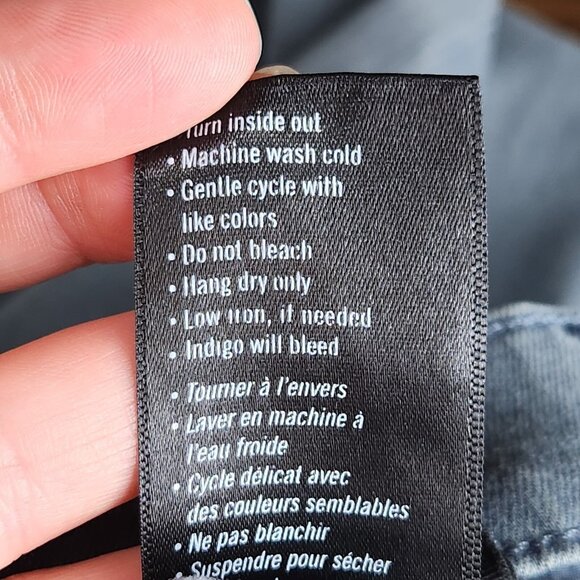 Turn inside out
• Machine wash cold
• Gentle cycle with
like colors
• Do not bleach
• Hang dry only
• Low iron, if needed
• Indigo will bleed
• Tourner à l'envers
• Laver en machine à
l'eau froide
• Cycle délicat avec
des couleurs semblables
• Ne pas blanchir
• Suspendre pour sécher